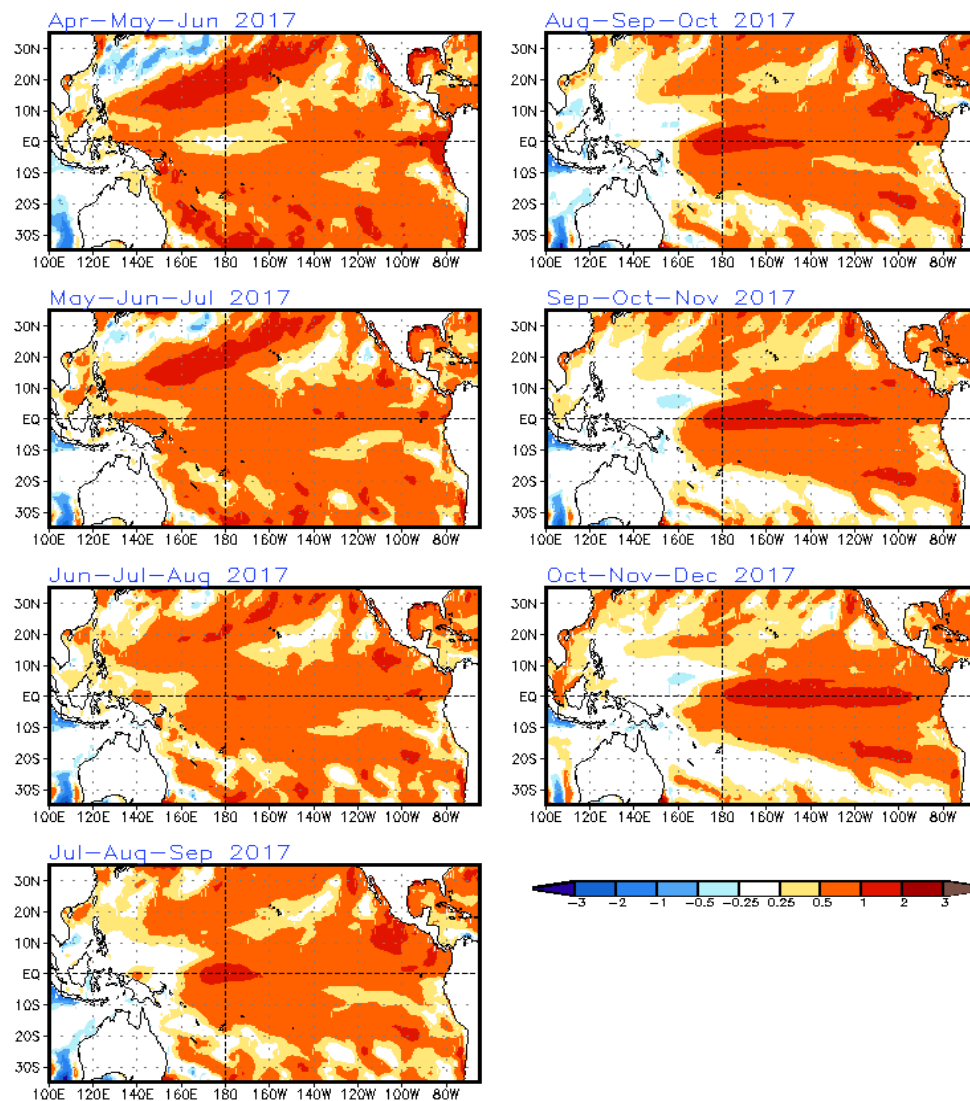 Apr-May-Jun 2017
30N
20N
10N
EQ
10S
20S
30S
100E 120E 140E 160E 180 160W 140W 120W 100W 80W
May-Jun-Jul 2017
30N
20N
10N
EQ
10S
20S
30S
100E 120E 140E 160E 180 160W 140W 120W 100W 80W
Jun-Jul-Aug 2017
30N
20N
10N
EQ
10S
20S
30S
100E 120E 140E 160E 180 160W 140W 120W 100W 80W
Jul-Aug-Sep 2017
30N
20N
10N
EQ
10S
20S
30S
100E 120E 140E 160E 180 160W 140W 120W 100W 80W
Aug-Sep-Oct 2017
30N
20N
10N
EQ
10S
20S
30S
100E 120E 140E 160E 180 160W 140W 120W 100W 80W
Sep-Oct-Nov 2017
30N
20N
10N
EQ
10S
20S
30S
100E 120E 140E 160E 180 160W 140W 120W 100W 80W
Oct-Nov-Dec 2017
30N
20N
10N
EQ
10S
20S
30S
100E 120E 140E 160E 180 160W 140W 120W 100W 80W
-3 -2 -1 -0.5 -0.25 0.25 0.5 1 2 3